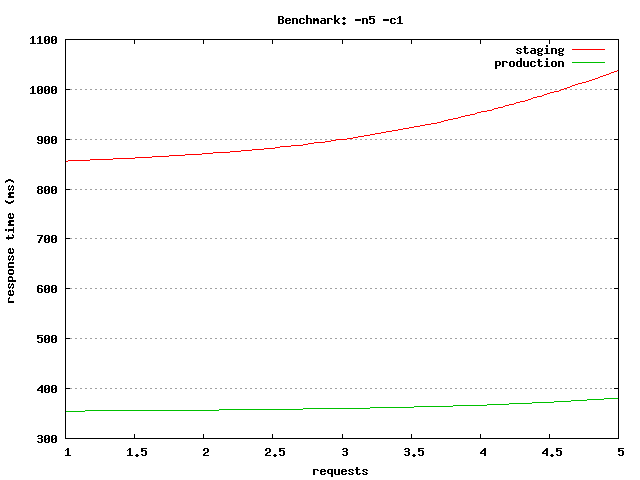 Benchmark: -n5 -c1
staging
production
response time (ms)
1100
1000
900
800
700
600
500
400
300
1 1.5 2 2.5 3 3.5 4 4.5 5
requests